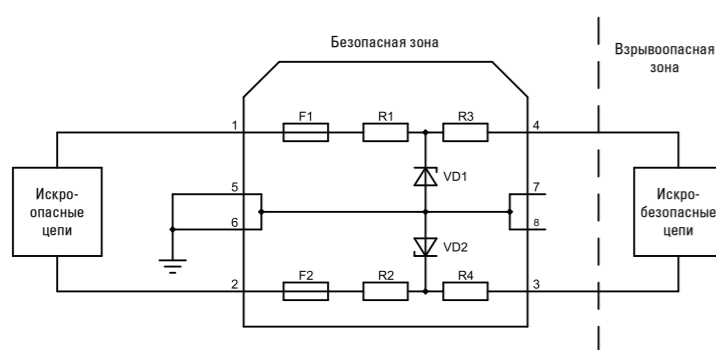 Безопасная зона
Взрывоопасная
зона
F1
R1
R3
1
4
VD1
Искро-
опасные
цепи
5
6
7
8
Искро-
безопасные
цепи
VD2
F2
R2
R4
2
3